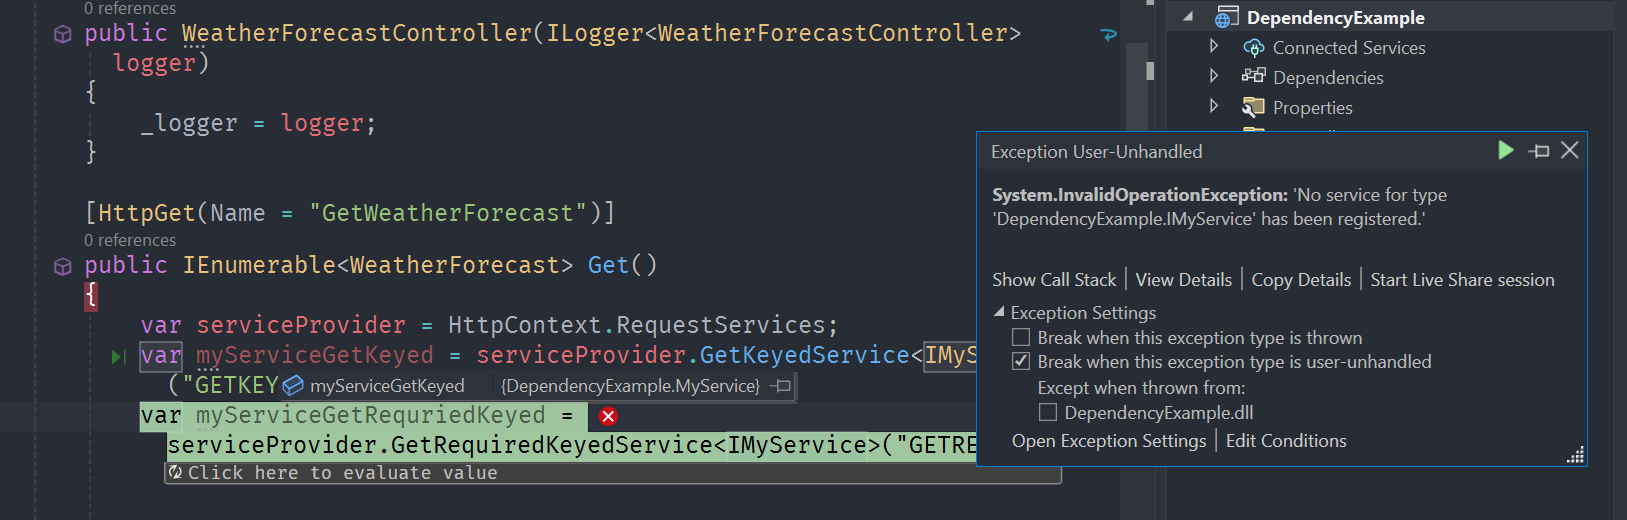 0 references
public WeatherForecastController(ILogger<WeatherForecastController>
logger)
{
_logger = logger;
}
[HttpGet(Name = "GetWeatherForecast")]
0 references
public IEnumerable<WeatherForecast> Get()
{
var serviceProvider = HttpContext.RequestServices;
var myServiceGetKeyed = serviceProvider.GetKeyedService<IMyS
("GETKEY
myServiceGetKeyed {DependencyExample.MyService}
var myServiceGetRequriedKeyed =
serviceProvider.GetRequiredKeyedService<IMyService>("GETRE
Click here to evaluate value
DependencyExample
Connected Services
Dependencies
Properties
Exception User-Unhandled
System.InvalidOperationException: 'No service for type
'DependencyExample.IMyService' has been registered.'
Show Call Stack | View Details | Copy Details | Start Live Share session
Exception Settings
Break when this exception type is thrown
Break when this exception type is user-unhandled
Except when thrown from:
DependencyExample.dll
Open Exception Settings | Edit Conditions